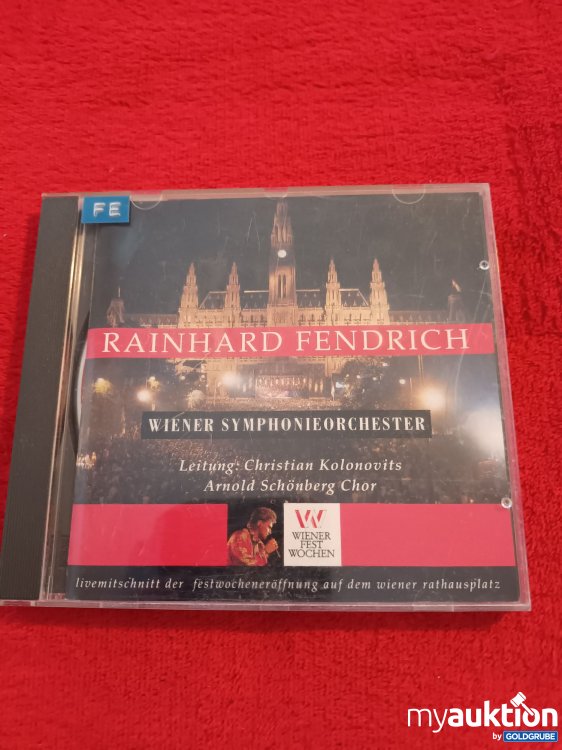 FE
RAINHARD FENDRICH
WIENER SYMPHONIEORCHESTER
Leitung: Christian Kolonovits
Arnold Schönberg Chor
W
WIENER
FEST
WOCHEN
livemitschnitt der festwocheneröffnung auf dem wiener rathausplatz
myauktion
by GOLDGRUBE